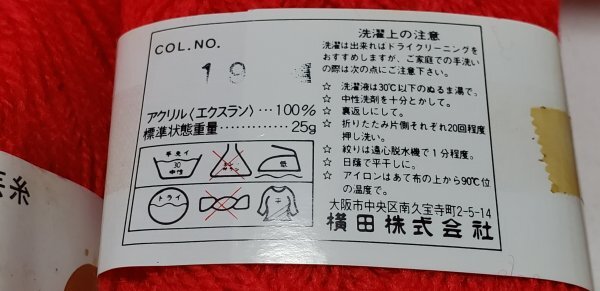 COL.NO.
19
アクリル〈エクスラン〉…100%
標準状態重量…………25g
手洗イ
30
中性
低
ドライ
洗濯上の注意
洗濯は出来ればドライクリーニングを
おすすめしますが、ご家庭での手洗い
の際は次の点にご注意下さい。
☆ 洗濯液は30℃以下のぬるま湯で。
☆ 中性洗剤を十分とかして。
☆ 裏返しにして。
☆ 折りたたみ片側それぞれ20回程度
押し洗い。
☆ 絞りは遠心脱水機で1分程度。
☆ 日蔭で平干しに。
☆ アイロンはあて布の上から90℃位
の温度で。
大阪市中央区南久宝寺町2-5-14
横田株式会社
糸